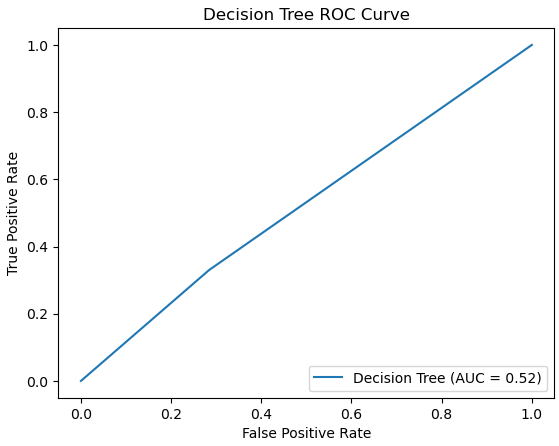 Decision Tree ROC Curve
True Positive Rate
1.0
0.8
0.6
0.4
0.2
0.0
Decision Tree (AUC = 0.52)
0.0 0.2 0.4 0.6 0.8 1.0
False Positive Rate